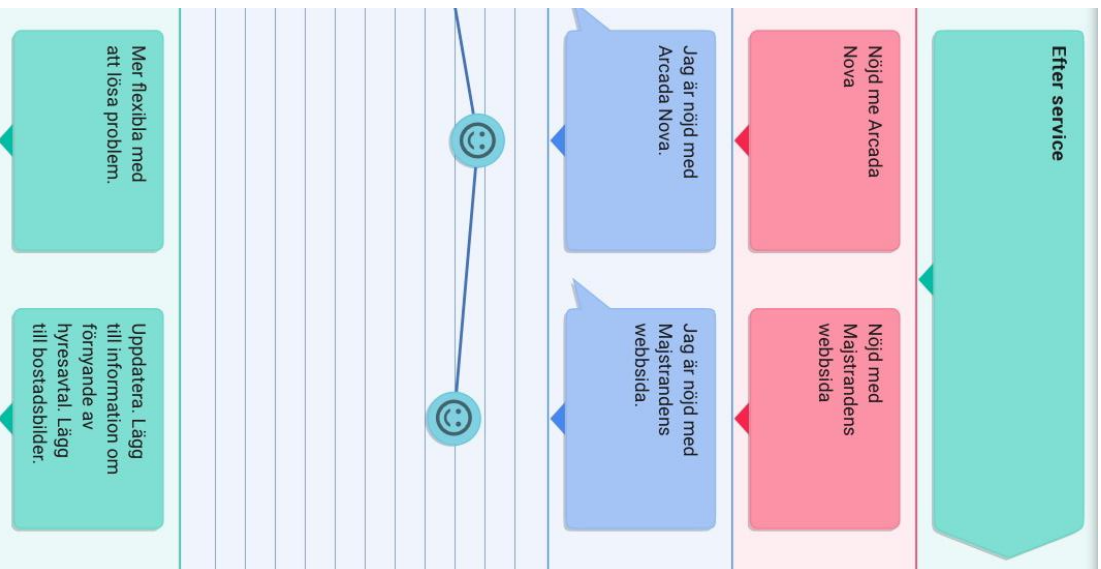 Efter service
Nöjd me Arcada
Nova
Nöjd med
Majstrandens
webbsida
Jag är nöjd med
Arcada Nova.
Jag är nöjd med
Majstrandens
webbsida.
Mer flexibla med
att lösa problem.
Uppdatera. Lägg
till information om
förnyande av
hyresavtal. Lägg
till bostadsbilder.